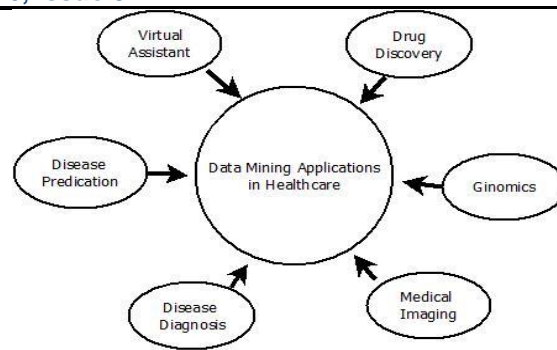 Virtual
Assistant
Drug
Discovery
Disease
Predication
Data Mining Applications
in Healthcare
Ginomics
Disease
Diagnosis
Medical
Imaging